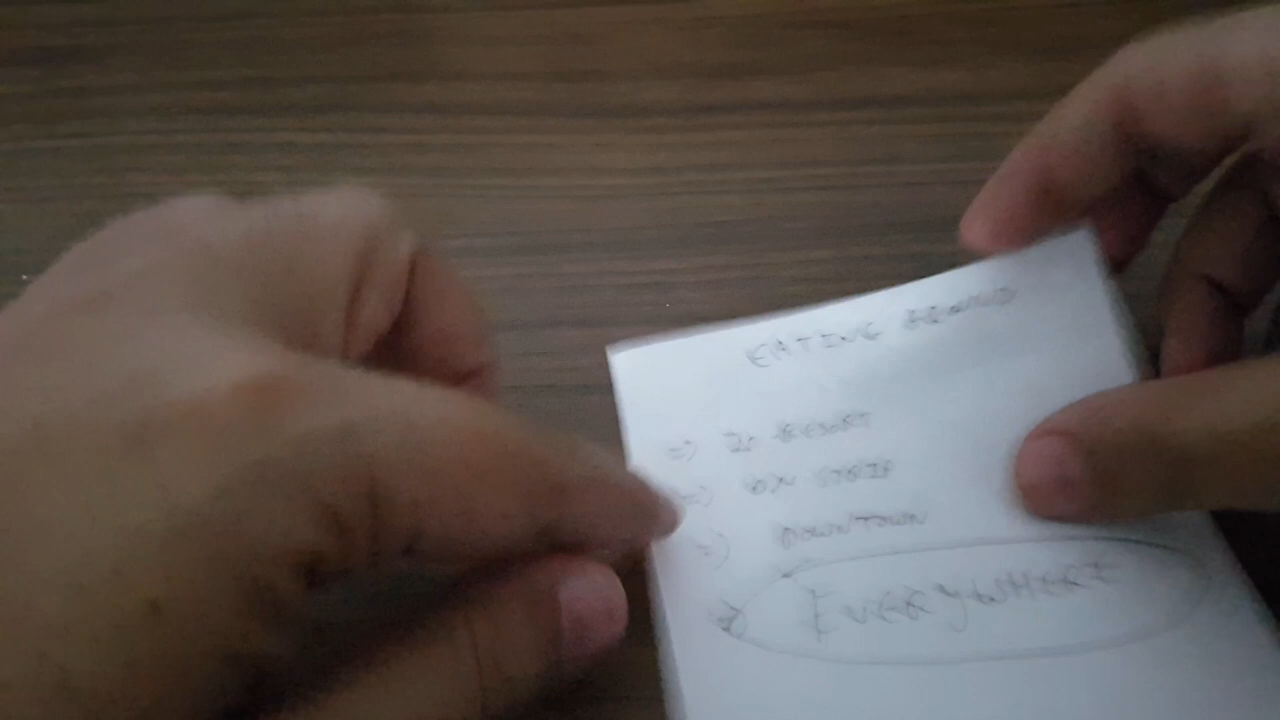 EATING AROUND
=> IN RESORT
=> ON STRIP
=> DOWNTOWN
=> EVERYWHERE